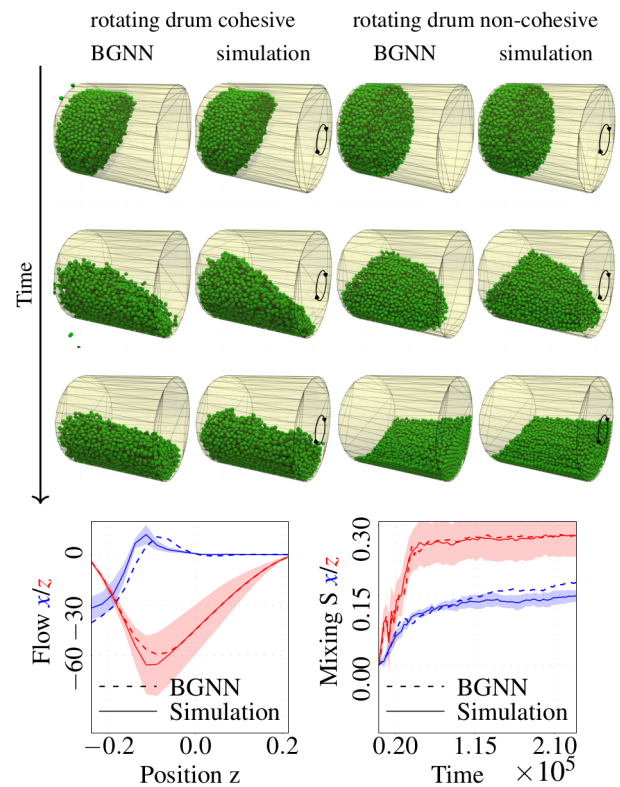 rotating drum cohesive rotating drum non-cohesive
BGNN simulation BGNN simulation
Time
Flow x/z
0
−30
−60
BGNN
Simulation
−0.2 0.0 0.2
Position z
Mixing S x/z
0.30
0.15
0.00
BGNN
Simulation
0.20 1.15 2.10
Time ×10⁵